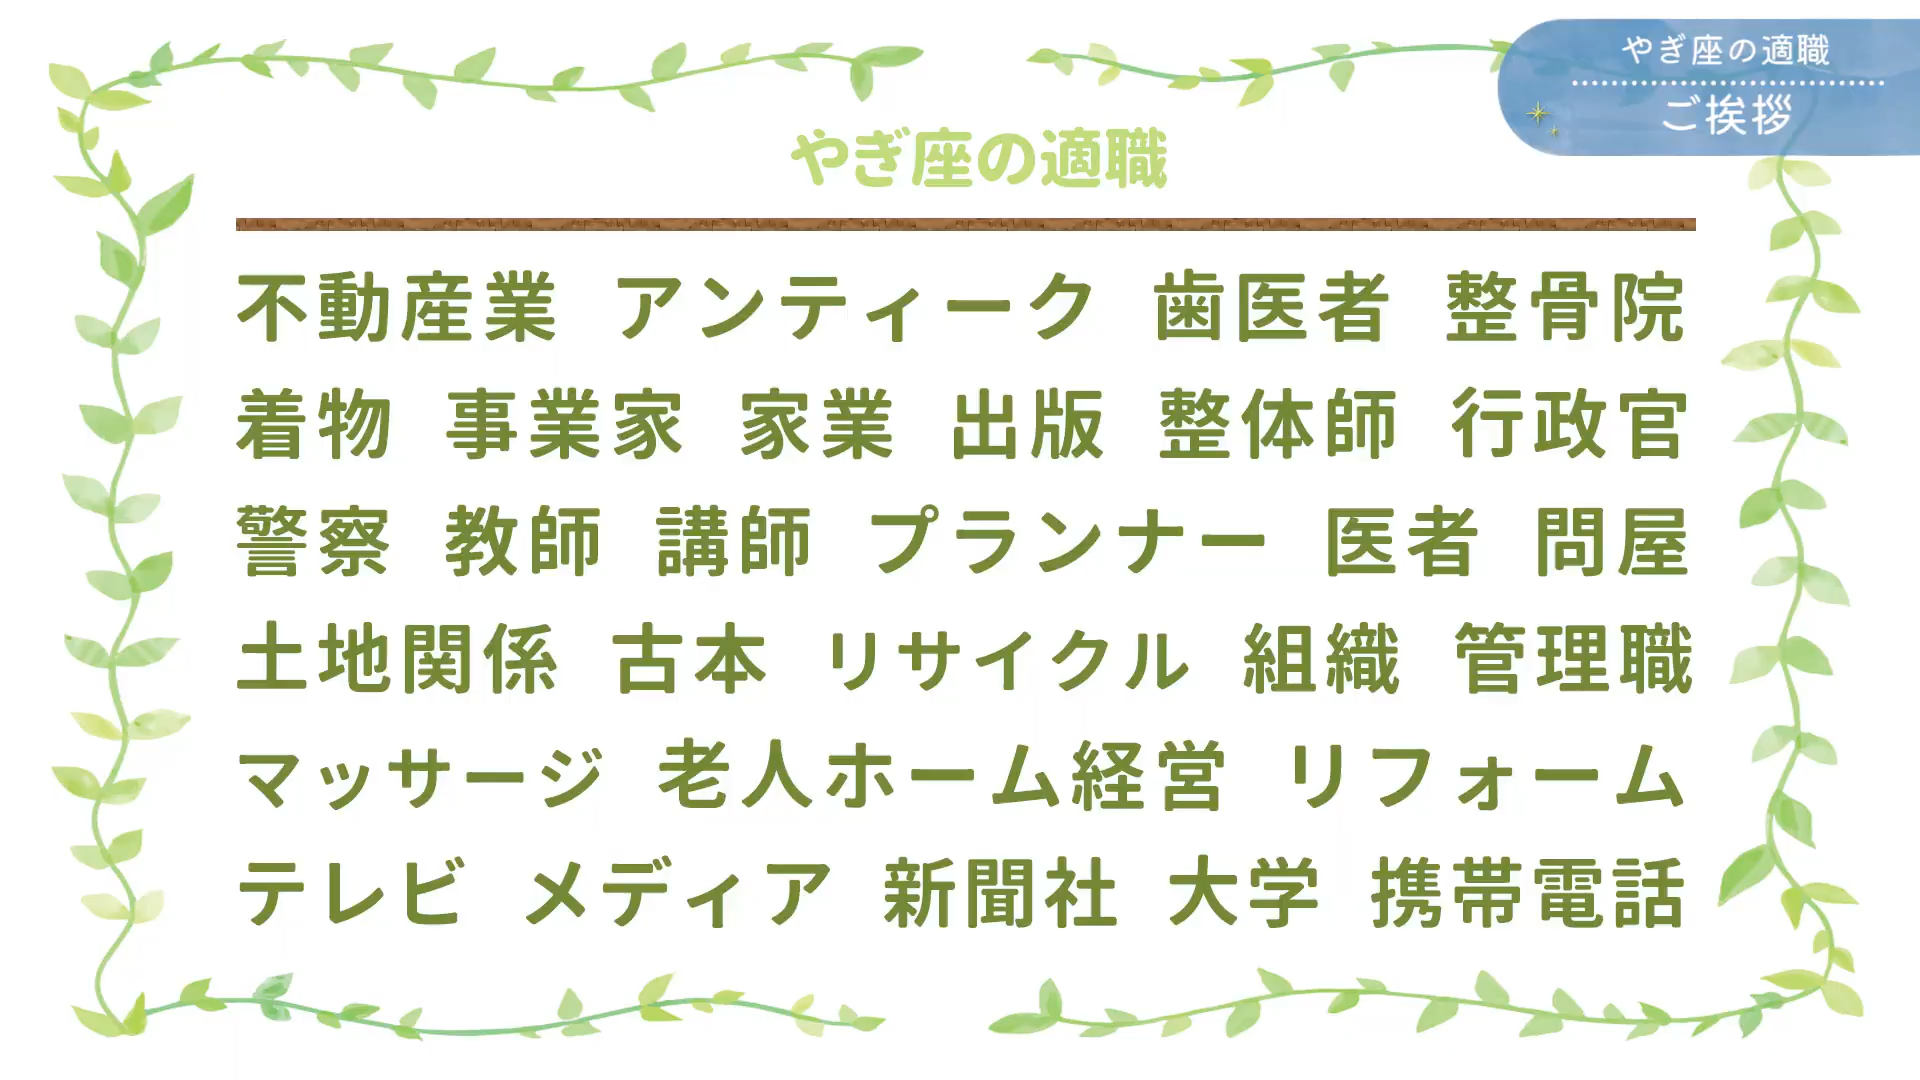 やぎ座の適職
ご挨拶
やぎ座の適職
不動産業 アンティーク 歯医者 整骨院
着物 事業家 家業 出版 整体師 行政官
警察 教師 講師 プランナー 医者 問屋
土地関係 古本 リサイクル 組織 管理職
マッサージ 老人ホーム経営 リフォーム
テレビ メディア 新聞社 大学 携帯電話